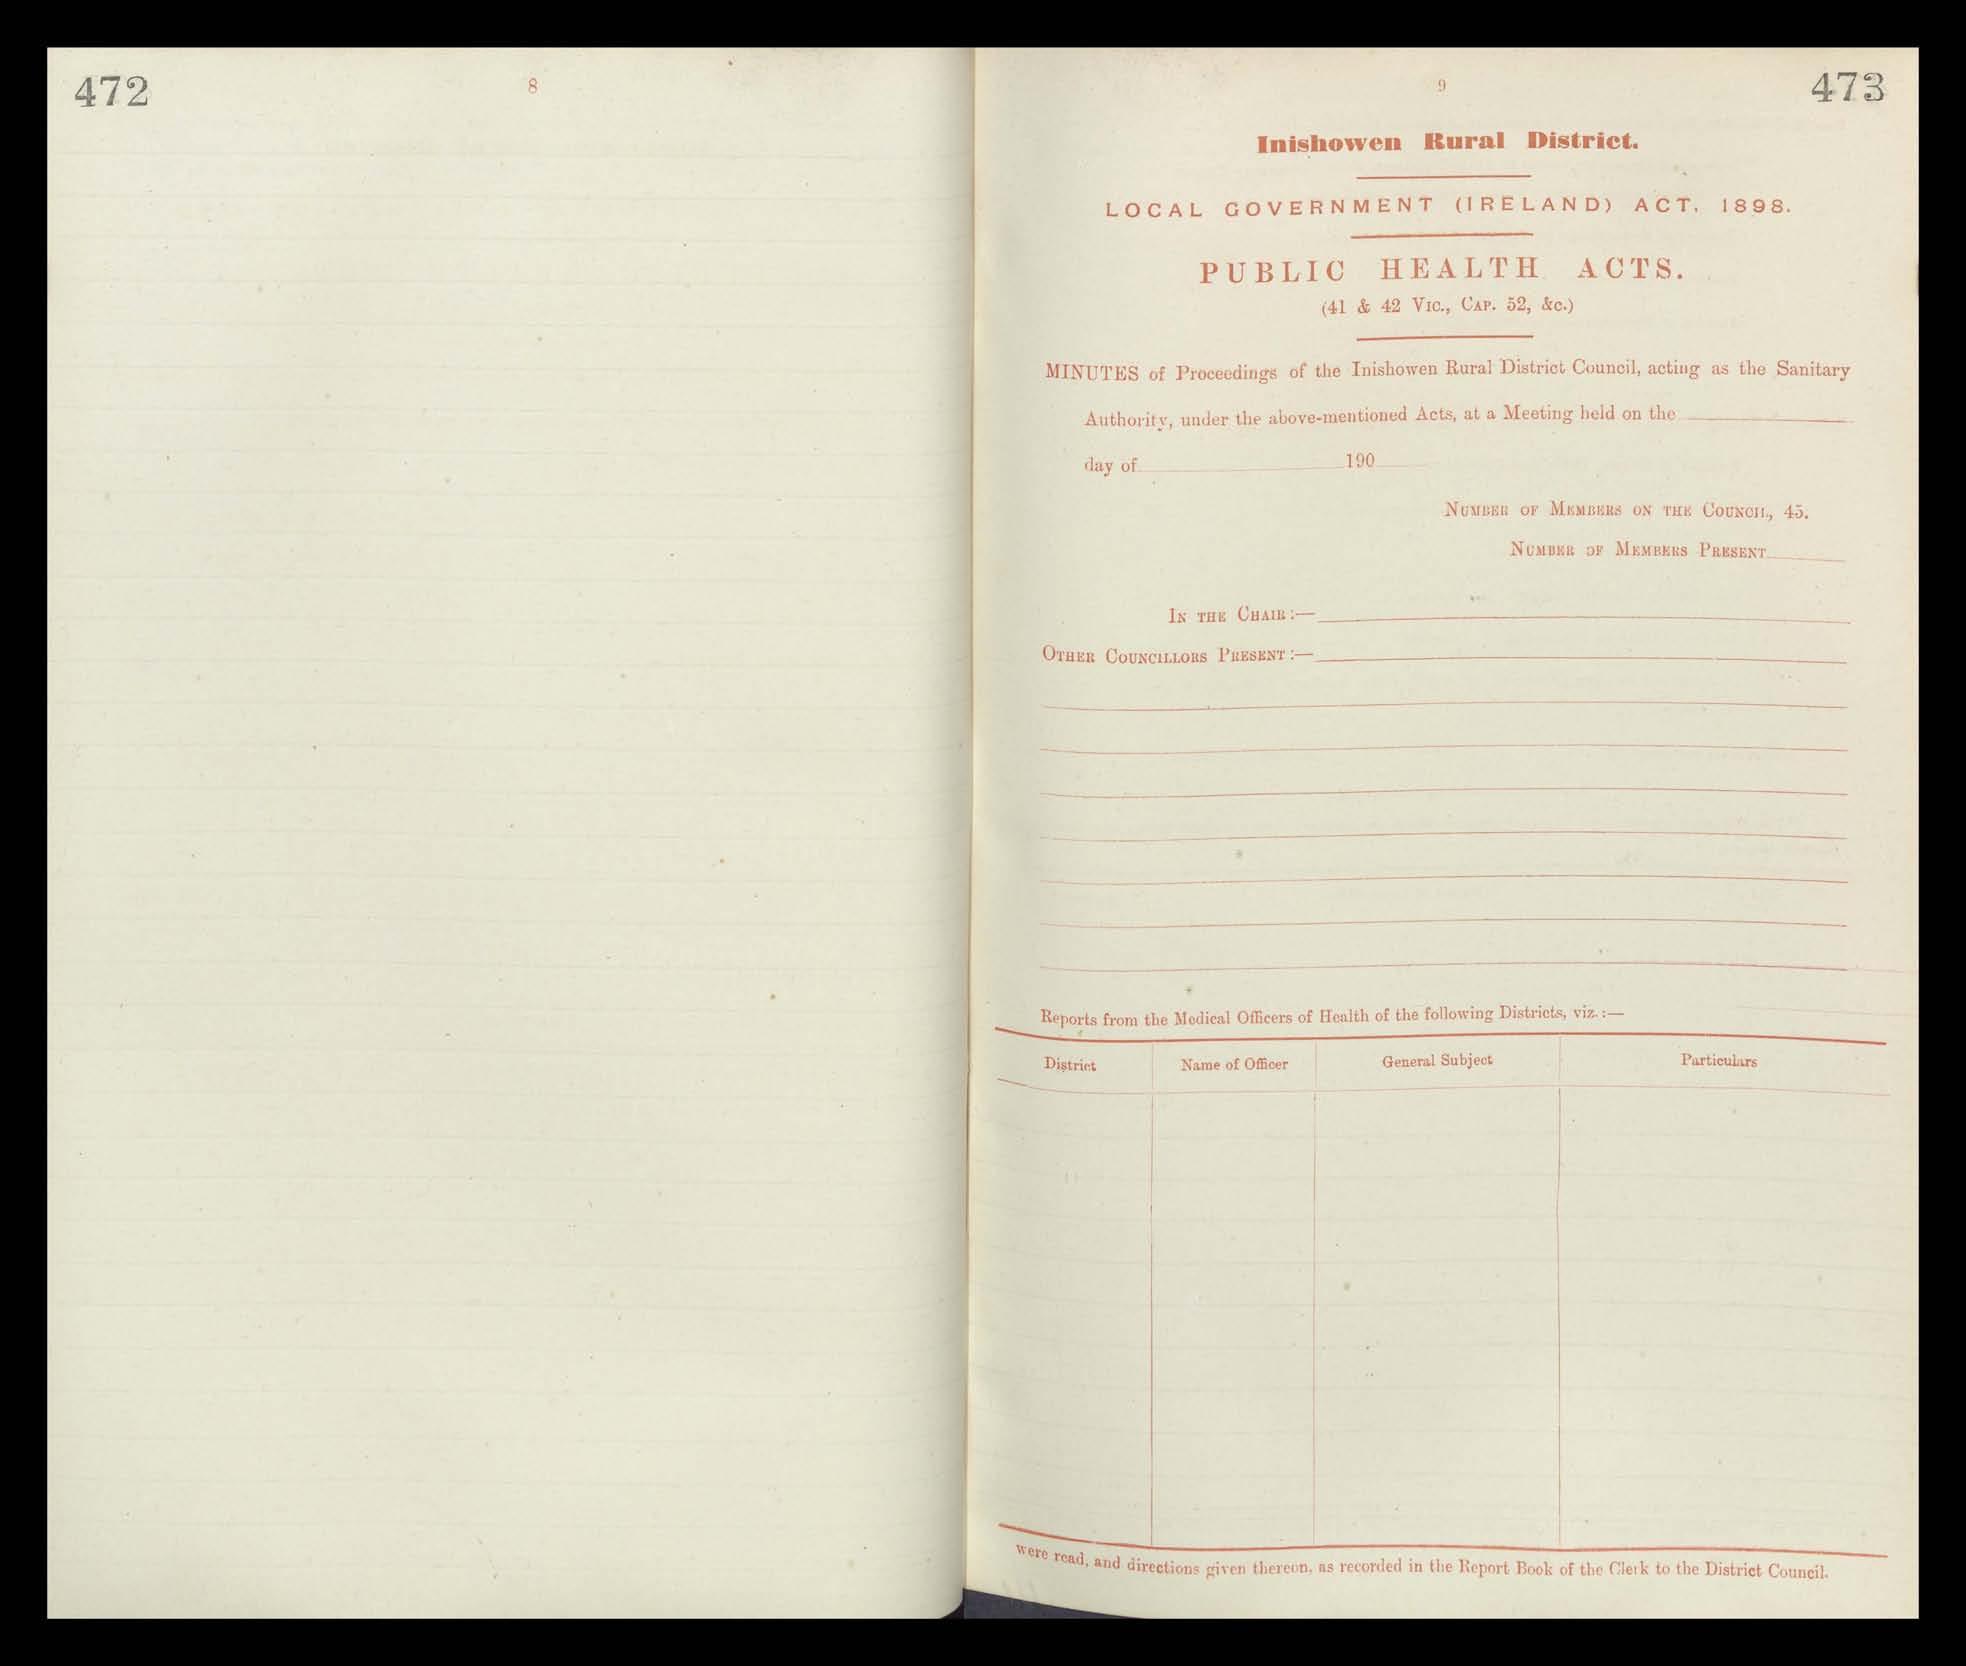 472
8
9
473
Inishowen Rural District.
LOCAL GOVERNMENT (IRELAND) ACT, 1898.
PUBLIC HEALTH ACTS.
(41 & 42 Vic., Cap. 52, &c.)
MINUTES of Proceedings of the Inishowen Rural District Council, acting as the Sanitary
Authority, under the above-mentioned Acts, at a Meeting held on the
day of 190
Number of Members on the Council, 45.
Number of Members Present
In the Chair:—
Other Councillors Present:—
Reports from the Medical Officers of Health of the following Districts, viz.:—
District Name of Officer General Subject Particulars
were read, and directions given thereon, as recorded in the Report Book of the Clerk to the District Council.